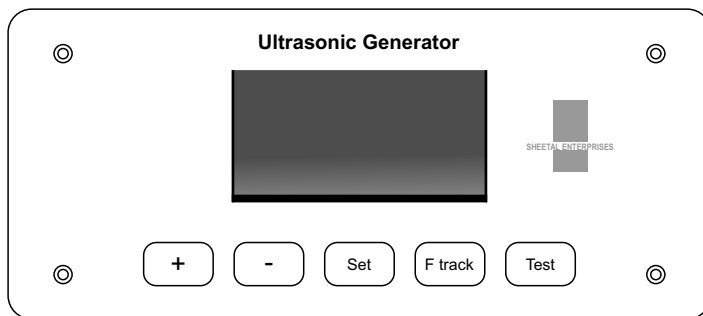 Ultrasonic Generator
SHEETAL ENTERPRISES
+ - Set F track Test